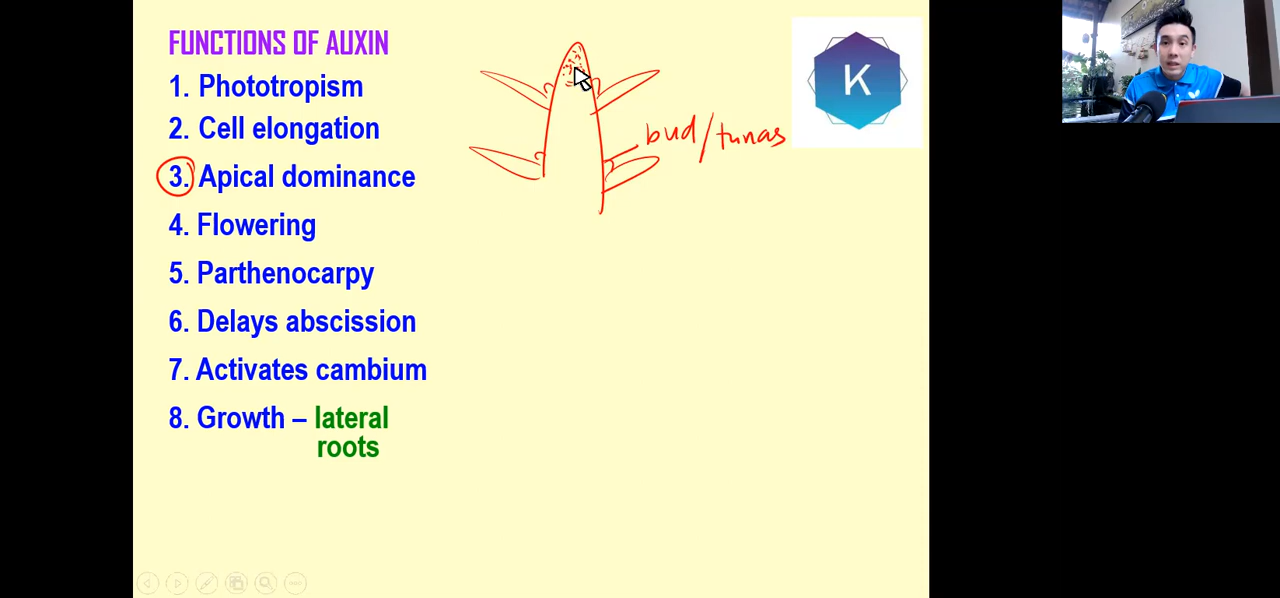 FUNCTIONS OF AUXIN
1. Phototropism
2. Cell elongation
3. Apical dominance
4. Flowering
5. Parthenocarpy
6. Delays abscission
7. Activates cambium
8. Growth – lateral
roots
bud/tunas
K